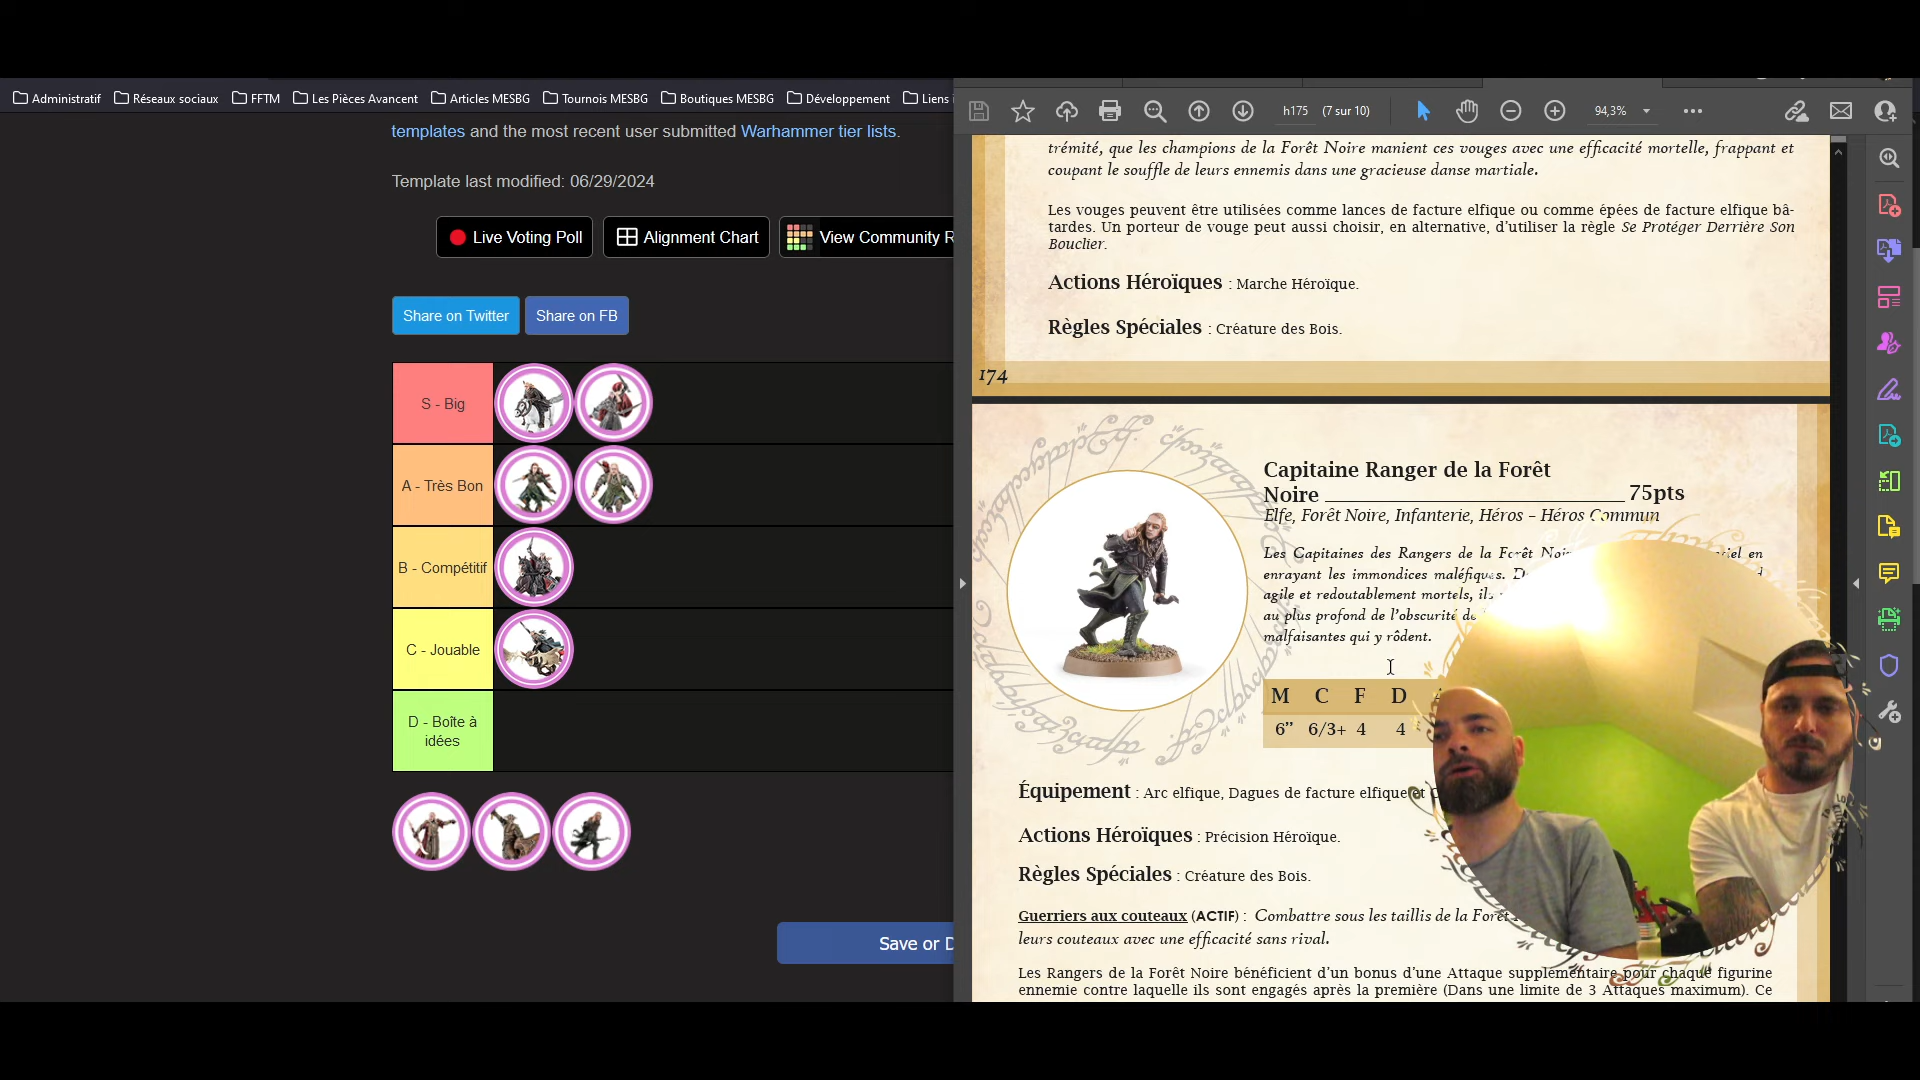 Administratif Réseaux sociaux FFTM Les Pièces Avancent Articles MESBG Tournois MESBG Boutiques MESBG Développement Liens
templates and the most recent user submitted Warhammer tier lists.
Template last modified: 06/29/2024
Live Voting Poll Alignment Chart View Community R
Share on Twitter Share on FB
S - Big
A - Très Bon
B - Compétitif
C - Jouable
D - Boîte à
idées
Save or D
h175 (7 sur 10) 94,3%
trémité, que les champions de la Forêt Noire manient ces vouges avec une efficacité mortelle, frappant et
coupant le souffle de leurs ennemis dans une gracieuse danse martiale.
Les vouges peuvent être utilisées comme lances de facture elfique ou comme épées de facture elfique bâ-
tardes. Un porteur de vouge peut aussi choisir, en alternative, d'utiliser la règle Se Protéger Derrière Son
Bouclier.
Actions Héroïques : Marche Héroïque.
Règles Spéciales : Créature des Bois.
174
Capitaine Ranger de la Forêt
Noire 75pts
Elfe, Forêt Noire, Infanterie, Héros – Héros Commun
Les Capitaines des Rangers de la Forêt en
enrayant les immondices maléfiques.
agile et redoutablement mortels,
au plus profond de l'obscurité
malfaisantes qui y rôdent.
M C F D
6" 6/3+ 4 4
Équipement : Arc elfique, Dagues de facture elfique et
Actions Héroïques : Précision Héroïque.
Règles Spéciales : Créature des Bois.
Guerriers aux couteaux (ACTIF) : Combattre sous les taillis de la Forêt
leurs couteaux avec une efficacité sans rival.
Les Rangers de la Forêt Noire bénéficient d'un bonus d'une Attaque supplémentaire pour chaque figurine
ennemie contre laquelle ils sont engagés après la première (Dans une limite de 3 Attaques maximum). Ce